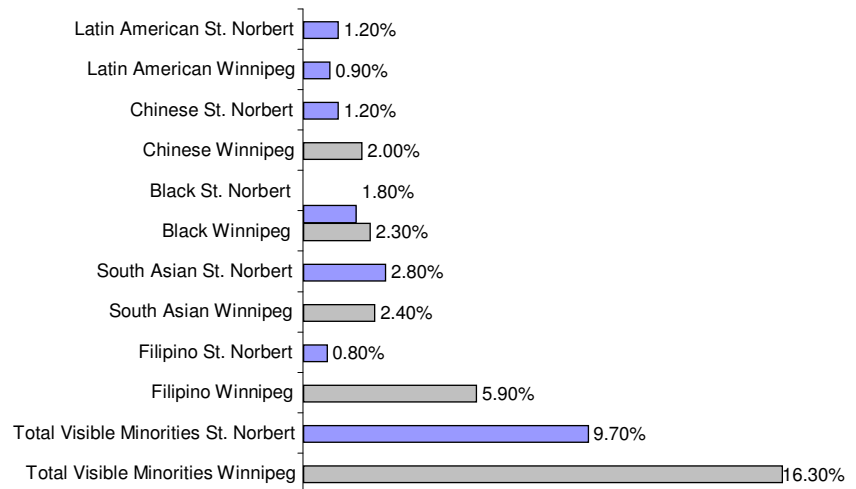 Latin American St. Norbert 1.20%
Latin American Winnipeg 0.90%
Chinese St. Norbert 1.20%
Chinese Winnipeg 2.00%
Black St. Norbert 1.80%
Black Winnipeg 2.30%
South Asian St. Norbert 2.80%
South Asian Winnipeg 2.40%
Filipino St. Norbert 0.80%
Filipino Winnipeg 5.90%
Total Visible Minorities St. Norbert 9.70%
Total Visible Minorities Winnipeg 16.30%